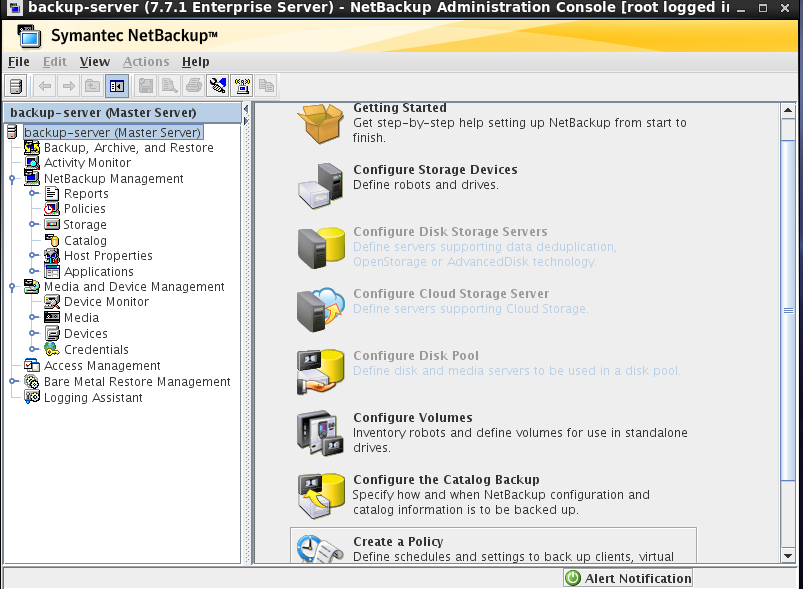 backup-server (7.7.1 Enterprise Server) - NetBackup Administration Console [root logged i
Symantec NetBackup™
File Edit View Actions Help
backup-server (Master Server)
backup-server (Master Server)
Backup, Archive, and Restore
Activity Monitor
NetBackup Management
Reports
Policies
Storage
Catalog
Host Properties
Applications
Media and Device Management
Device Monitor
Media
Devices
Credentials
Access Management
Bare Metal Restore Management
Logging Assistant
Getting Started
Get step-by-step help setting up NetBackup from start to
finish.
Configure Storage Devices
Define robots and drives.
Configure Disk Storage Servers
Define servers supporting data deduplication,
OpenStorage or AdvancedDisk technology.
Configure Cloud Storage Server
Define servers supporting Cloud Storage.
Configure Disk Pool
Define disk and media servers to be used in a disk pool.
Configure Volumes
Inventory robots and define volumes for use in standalone
drives.
Configure the Catalog Backup
Specify how and when NetBackup configuration and
catalog information is to be backed up.
Create a Policy
Define schedules and settings to back up clients, virtual
Alert Notification